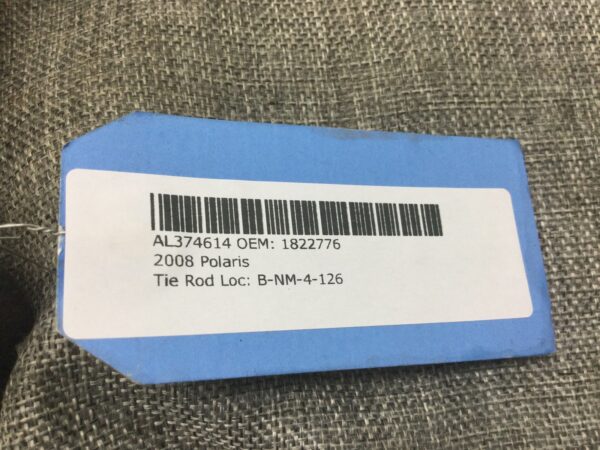 AL374614 OEM: 1822776
2008 Polaris
Tie Rod Loc: B-NM-4-126